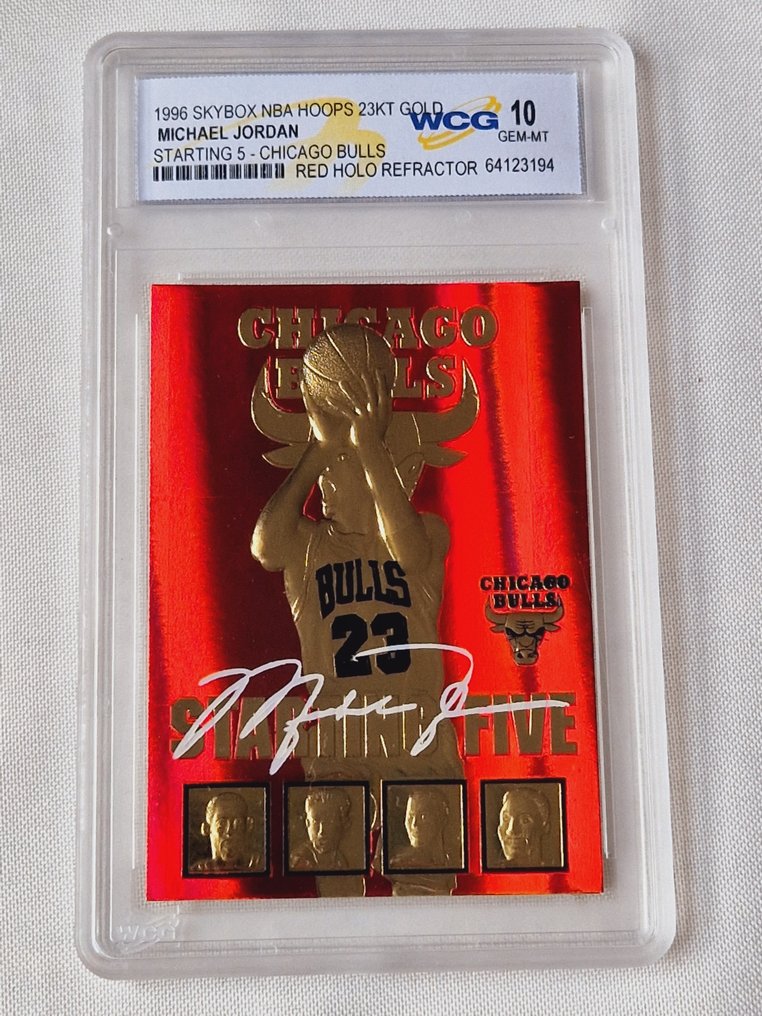 1996 SKYBOX NBA HOOPS 23KT GOLD
WCG 10
MICHAEL JORDAN
GEM-MT
STARTING 5 - CHICAGO BULLS
RED HOLO REFRACTOR 64123194
CHICAGO
BULLS
BULLS
23
CHICAGO
BULLS
STARTING FIVE
WCG